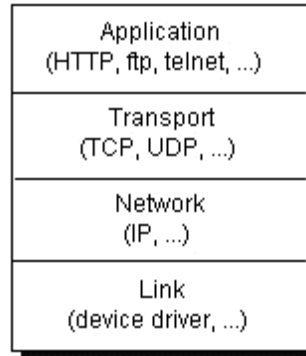 Application
(HTTP, ftp, telnet, ...)
Transport
(TCP, UDP, ...)
Network
(IP, ...)
Link
(device driver, ...)